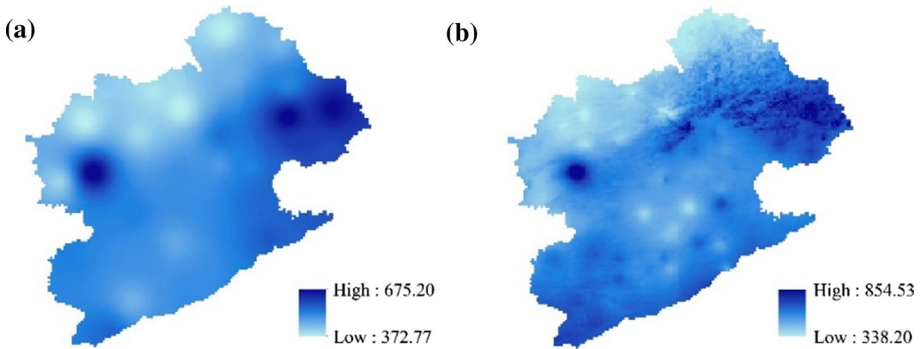 (a)
(b)
High : 675.20
Low : 372.77
High : 854.53
Low : 338.20